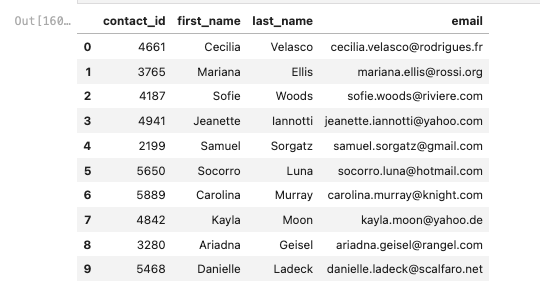 Out[160…
contact_id first_name last_name email
0 4661 Cecilia Velasco cecilia.velasco@rodrigues.fr
1 3765 Mariana Ellis mariana.ellis@rossi.org
2 4187 Sofie Woods sofie.woods@riviere.com
3 4941 Jeanette Iannotti jeanette.iannotti@yahoo.com
4 2199 Samuel Sorgatz samuel.sorgatz@gmail.com
5 5650 Socorro Luna socorro.luna@hotmail.com
6 5889 Carolina Murray carolina.murray@knight.com
7 4842 Kayla Moon kayla.moon@yahoo.de
8 3280 Ariadna Geisel ariadna.geisel@rangel.com
9 5468 Danielle Ladeck danielle.ladeck@scalfaro.net